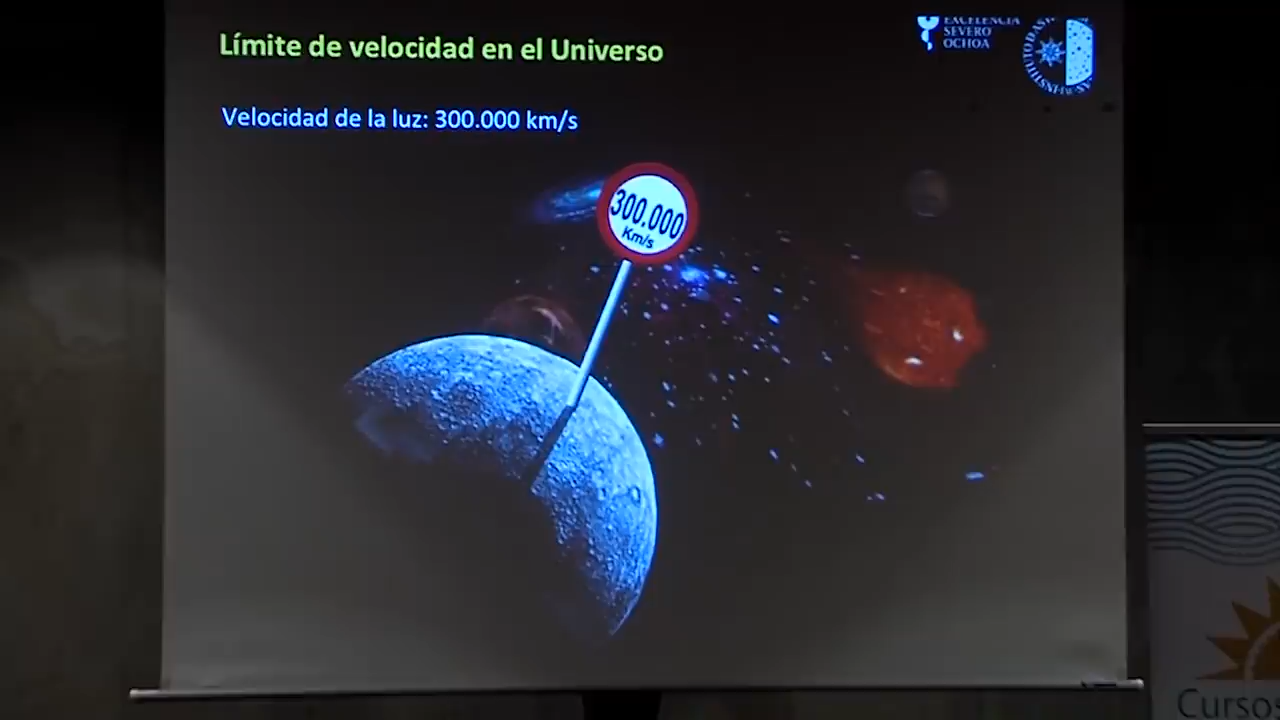 Límite de velocidad en el Universo
EXCELENCIA
SEVERO
OCHOA
Velocidad de la luz: 300.000 km/s
300.000
Km/s
Cursos